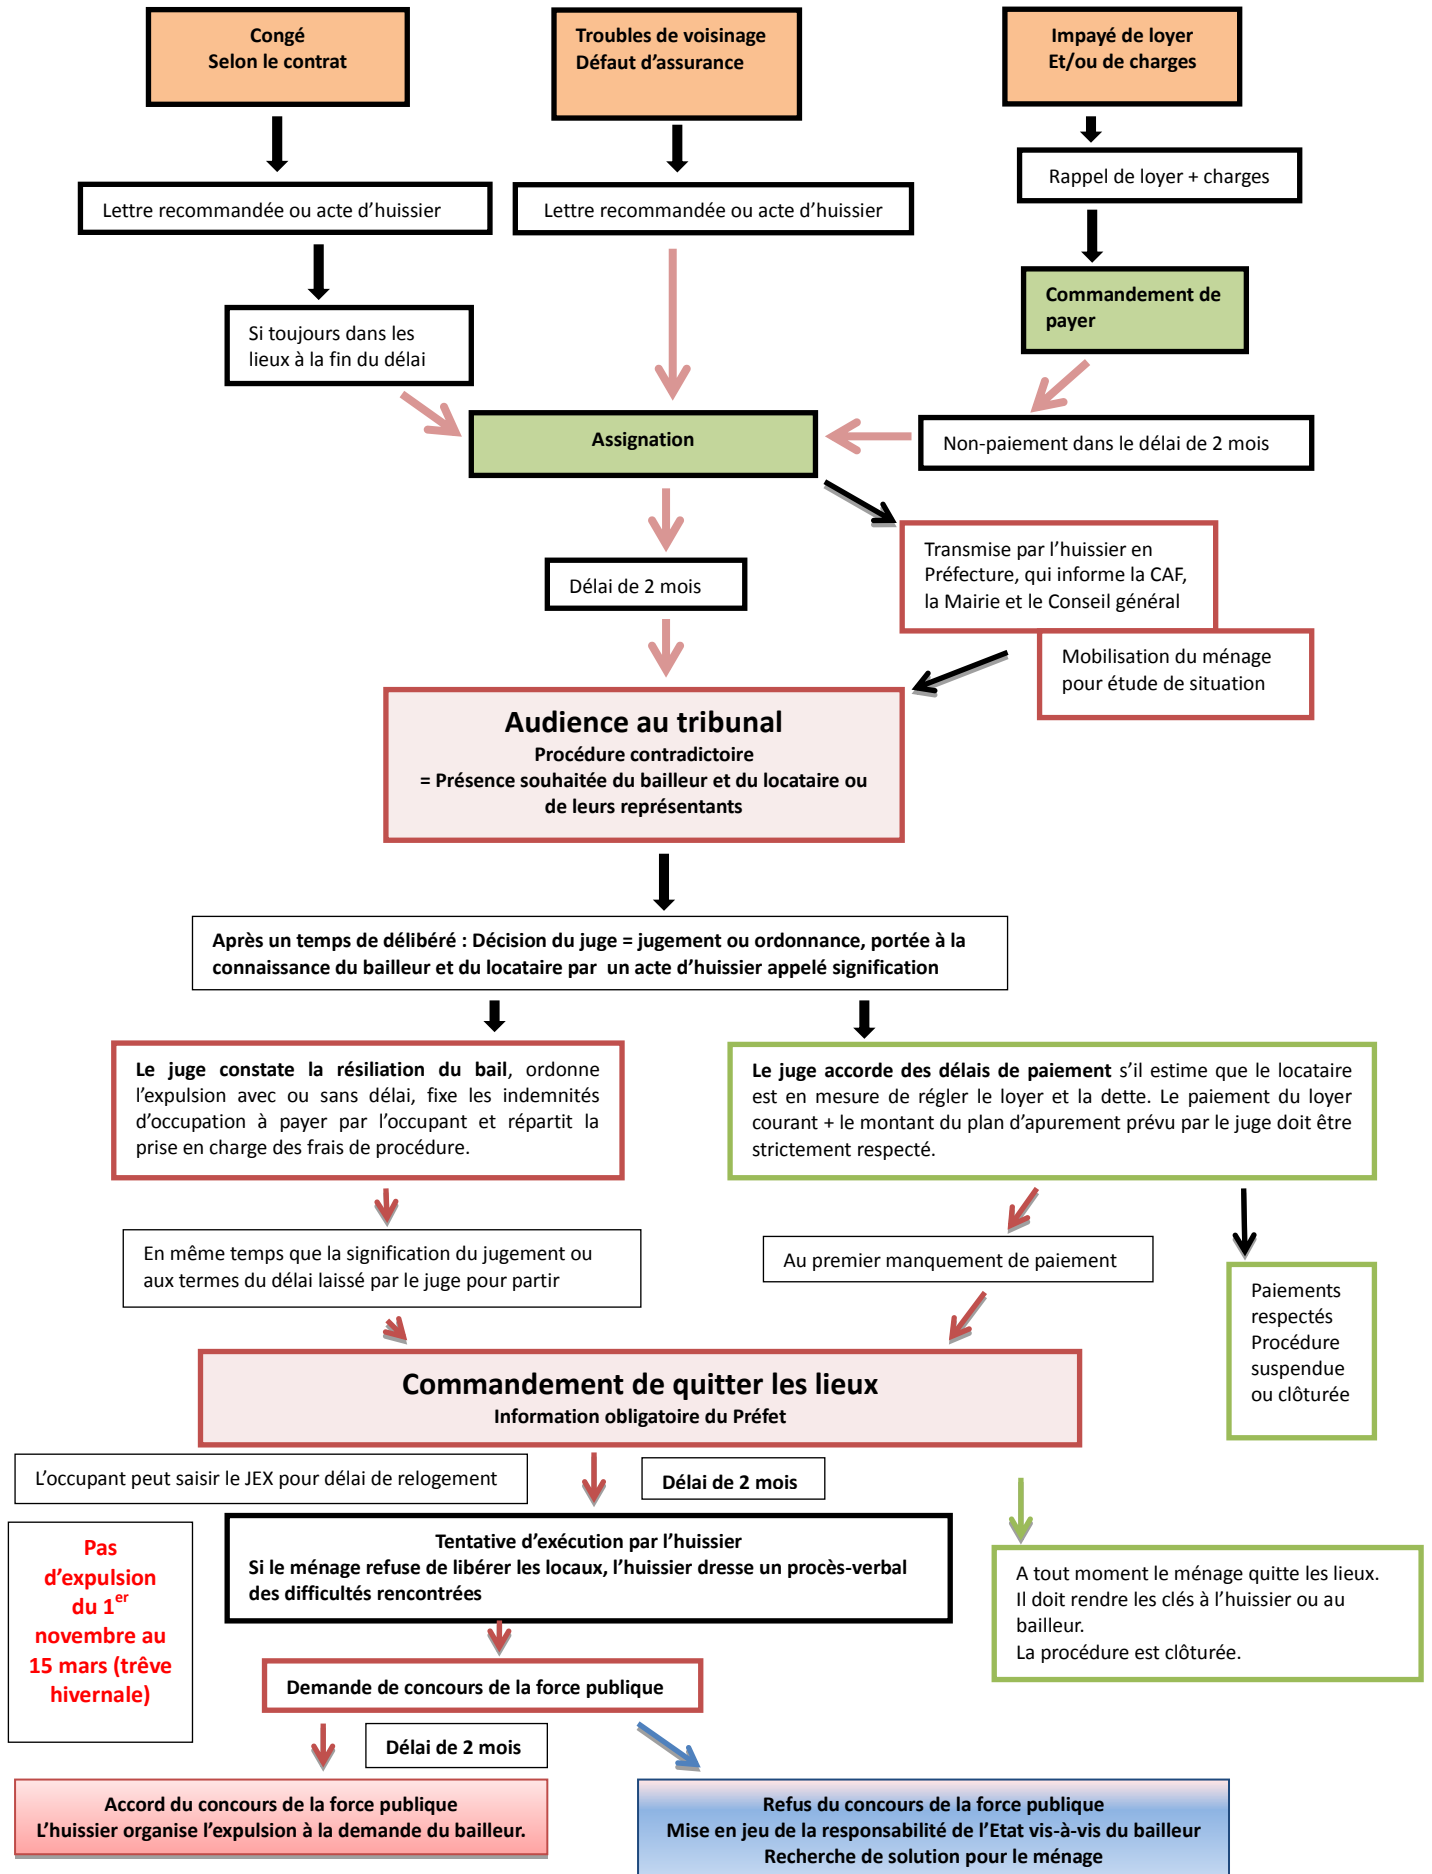 Congé
Selon le contrat
Troubles de voisinage
Défaut d'assurance
Impayé de loyer
Et/ou de charges
Rappel de loyer + charges
Lettre recommandée ou acte d'huissier
Lettre recommandée ou acte d'huissier
Commandement de
payer
Si toujours dans les
lieux à la fin du délai
Assignation
Non-paiement dans le délai de 2 mois
Transmise par l'huissier en
Préfecture, qui informe la CAF,
la Mairie et le Conseil général
Délai de 2 mois
Mobilisation du ménage
pour étude de situation
Audience au tribunal
Procédure contradictoire
= Présence souhaitée du bailleur et du locataire ou
de leurs représentants
Après un temps de délibéré : Décision du juge = jugement ou ordonnance, portée à la
connaissance du bailleur et du locataire par un acte d'huissier appelé signification
Le juge constate la résiliation du bail, ordonne
l'expulsion avec ou sans délai, fixe les indemnités
d'occupation à payer par l'occupant et répartit la
prise en charge des frais de procédure.
Le juge accorde des délais de paiement s'il estime que le locataire
est en mesure de régler le loyer et la dette. Le paiement du loyer
courant + le montant du plan d'apurement prévu par le juge doit être
strictement respecté.
En même temps que la signification du jugement ou
aux termes du délai laissé par le juge pour partir
Au premier manquement de paiement
Paiements
respectés
Procédure
suspendue
ou clôturée
Commandement de quitter les lieux
Information obligatoire du Préfet
L'occupant peut saisir le JEX pour délai de relogement
Délai de 2 mois
Pas
d'expulsion
du 1er
novembre au
15 mars (trêve
hivernale)
Tentative d'exécution par l'huissier
Si le ménage refuse de libérer les locaux, l'huissier dresse un procès-verbal
des difficultés rencontrées
A tout moment le ménage quitte les lieux.
Il doit rendre les clés à l'huissier ou au
bailleur.
La procédure est clôturée.
Demande de concours de la force publique
Délai de 2 mois
Accord du concours de la force publique
L'huissier organise l'expulsion à la demande du bailleur.
Refus du concours de la force publique
Mise en jeu de la responsabilité de l'Etat vis-à-vis du bailleur
Recherche de solution pour le ménage